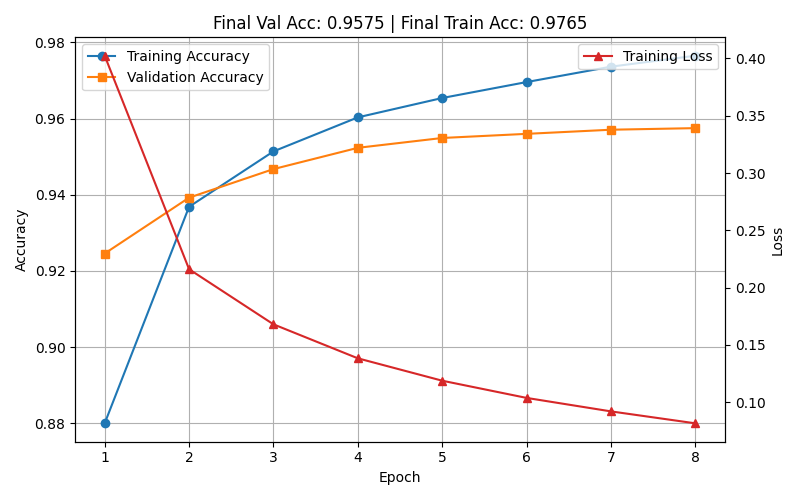 Final Val Acc: 0.9575 | Final Train Acc: 0.9765
Training Accuracy
Validation Accuracy
Training Loss
0.98
0.96
0.94
0.92
0.90
0.88
Accuracy
0.40
0.35
0.30
0.25
0.20
0.15
0.10
Loss
1 2 3 4 5 6 7 8
Epoch